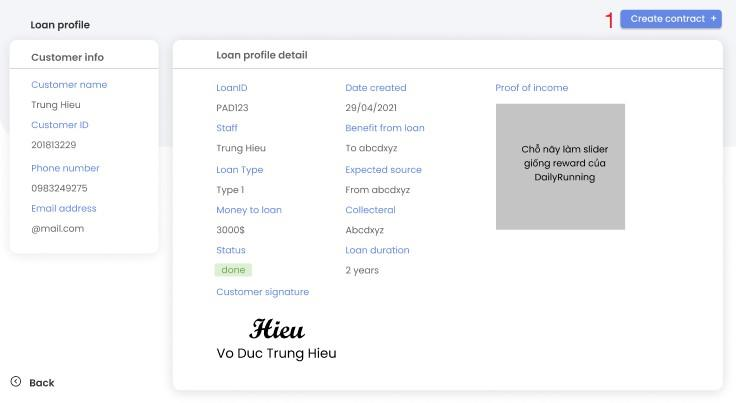 Loan profile
1
Create contract +
Customer info
Customer name
Trung Hieu
Customer ID
201813229
Phone number
0983249275
Email address
@mail.com
Loan profile detail
LoanID
PAD123
Staff
Trung Hieu
Loan Type
Type 1
Money to loan
3000$
Status
done
Customer signature
Hieu
Vo Duc Trung Hieu
Date created
29/04/2021
Benefit from loan
To abcdxyz
Expected source
From abcdxyz
Collecteral
Abcdxyz
Loan duration
2 years
Proof of income
Chỗ nãy làm slider
giống reward của
DailyRunning
Back